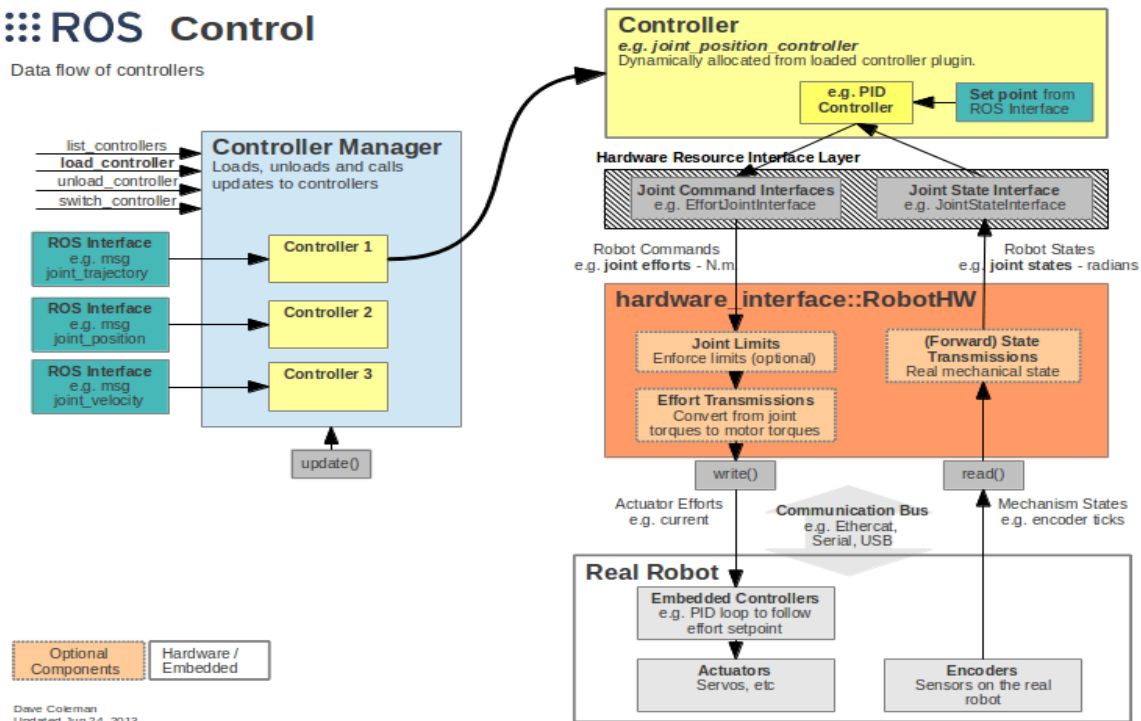 ROS Control
Data flow of controllers
list_controllers
load_controller
unload_controller
switch_controller
Controller Manager
Loads, unloads and calls
updates to controllers
ROS Interface
e.g. msg
joint_trajectory
Controller 1
ROS Interface
e.g. msg
joint_position
Controller 2
ROS Interface
e.g. msg
joint_velocity
Controller 3
update()
Controller
e.g. joint_position_controller
Dynamically allocated from loaded controller plugin.
e.g. PID
Controller
Set point from
ROS Interface
Hardware Resource Interface Layer
Joint Command Interfaces
e.g. EffortJointInterface
Joint State Interface
e.g. JointStateInterface
Robot Commands
e.g. joint efforts - N.m
Robot States
e.g. joint states - radians
hardware_interface::RobotHW
Joint Limits
Enforce limits (optional)
(Forward) State
Transmissions
Real mechanical state
Effort Transmissions
Convert from joint
torques to motor torques
write()
read()
Actuator Efforts
e.g. current
Communication Bus
e.g. Ethercat,
Serial, USB
Mechanism States
e.g. encoder ticks
Real Robot
Embedded Controllers
e.g. PID loop to follow
effort setpoint
Actuators
Servos, etc
Encoders
Sensors on the real
robot
Optional
Components
Hardware /
Embedded
Dave Coleman
Updated Jun 24, 2013